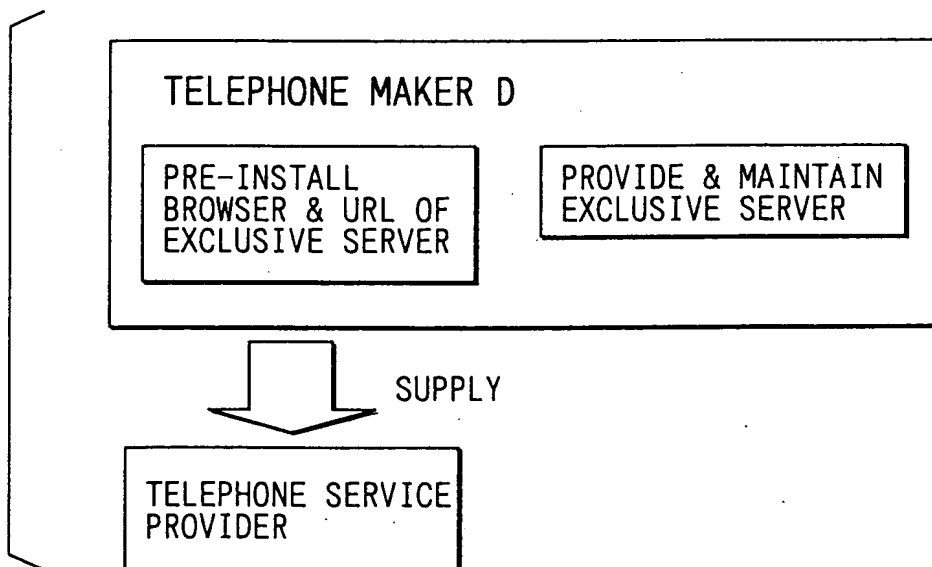 TELEPHONE MAKER D
PRE-INSTALL
BROWSER & URL OF
EXCLUSIVE SERVER
PROVIDE & MAINTAIN
EXCLUSIVE SERVER
SUPPLY
TELEPHONE SERVICE
PROVIDER